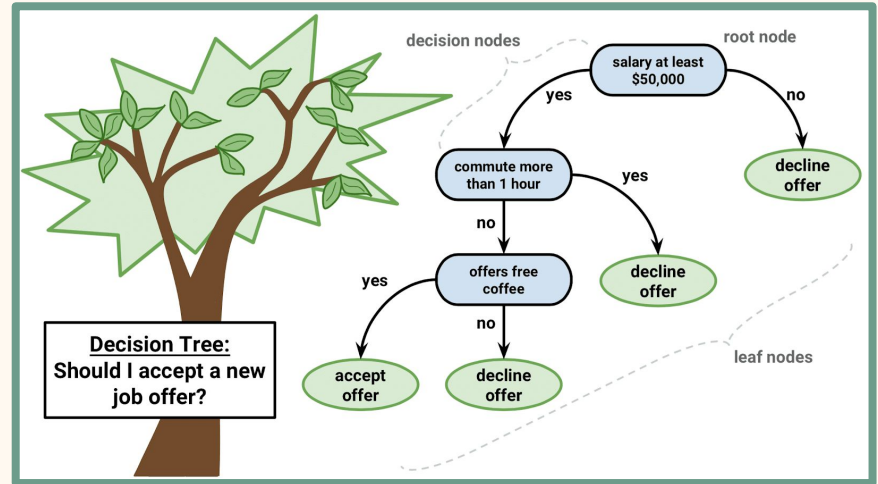 decision nodes
root node
salary at least
$50,000
yes
no
commute more
than 1 hour
yes
decline
offer
no
offers free
coffee
decline
offer
yes
no
Decision Tree:
Should I accept a new
job offer?
accept
offer
decline
offer
leaf nodes